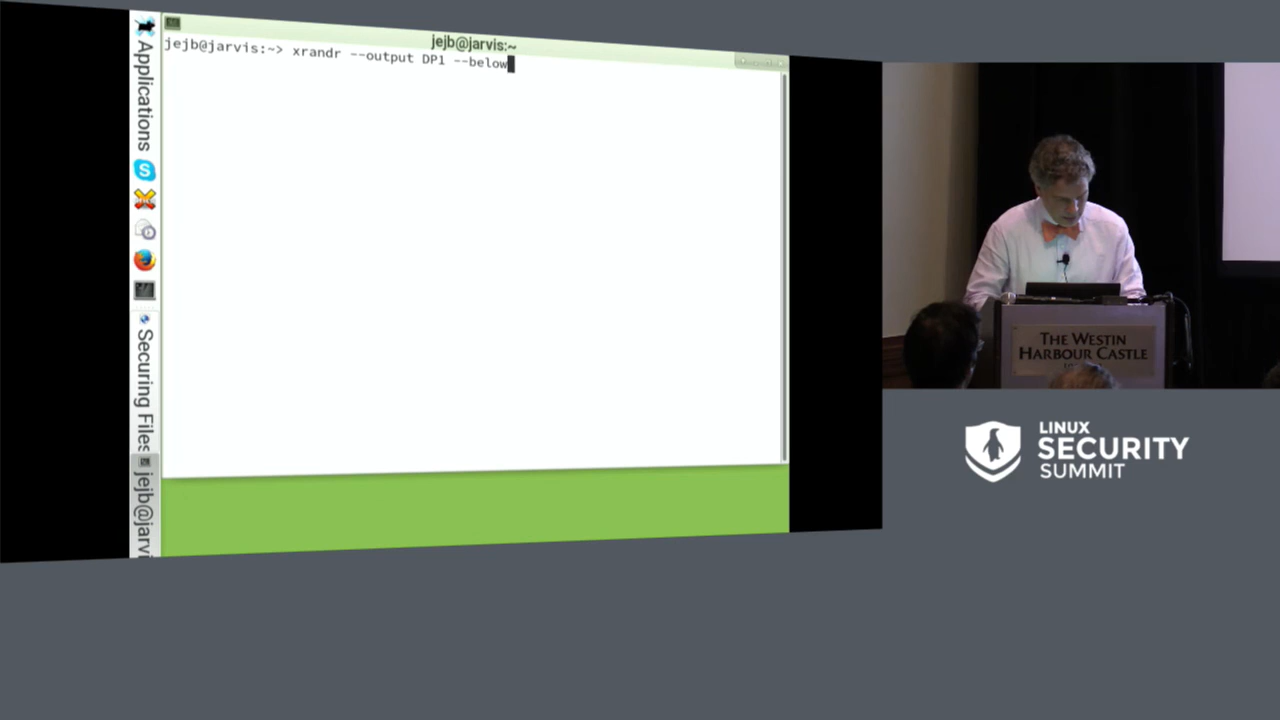 jejb@jarvis:~
jejb@jarvis:~> xrandr --output DP1 --below
Applications
Securing Files
jejb@jarvi
THE WESTIN
HARBOUR CASTLE
LINUX
SECURITY
SUMMIT